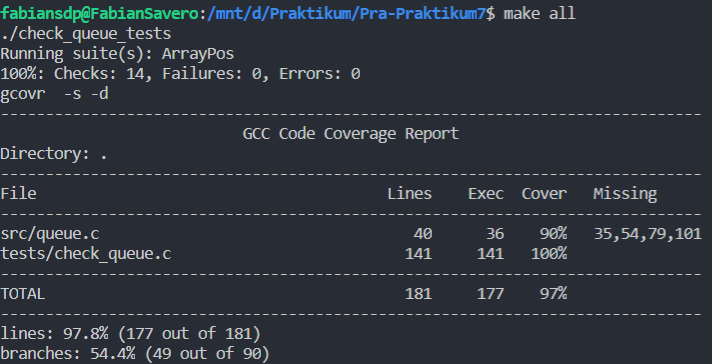 fabiansdp@FabianSavero:/mnt/d/Praktikum/Pra-Praktikum7$ make all
./check_queue_tests
Running suite(s): ArrayPos
100%: Checks: 14, Failures: 0, Errors: 0
gcovr  -s -d
------------------------------------------------------------------------------
                           GCC Code Coverage Report
Directory: .
------------------------------------------------------------------------------
File                                       Lines    Exec  Cover   Missing
------------------------------------------------------------------------------
src/queue.c                                   40      36    90%   35,54,79,101
tests/check_queue.c                          141     141   100%
------------------------------------------------------------------------------
TOTAL                                        181     177    97%
------------------------------------------------------------------------------
lines: 97.8% (177 out of 181)
branches: 54.4% (49 out of 90)